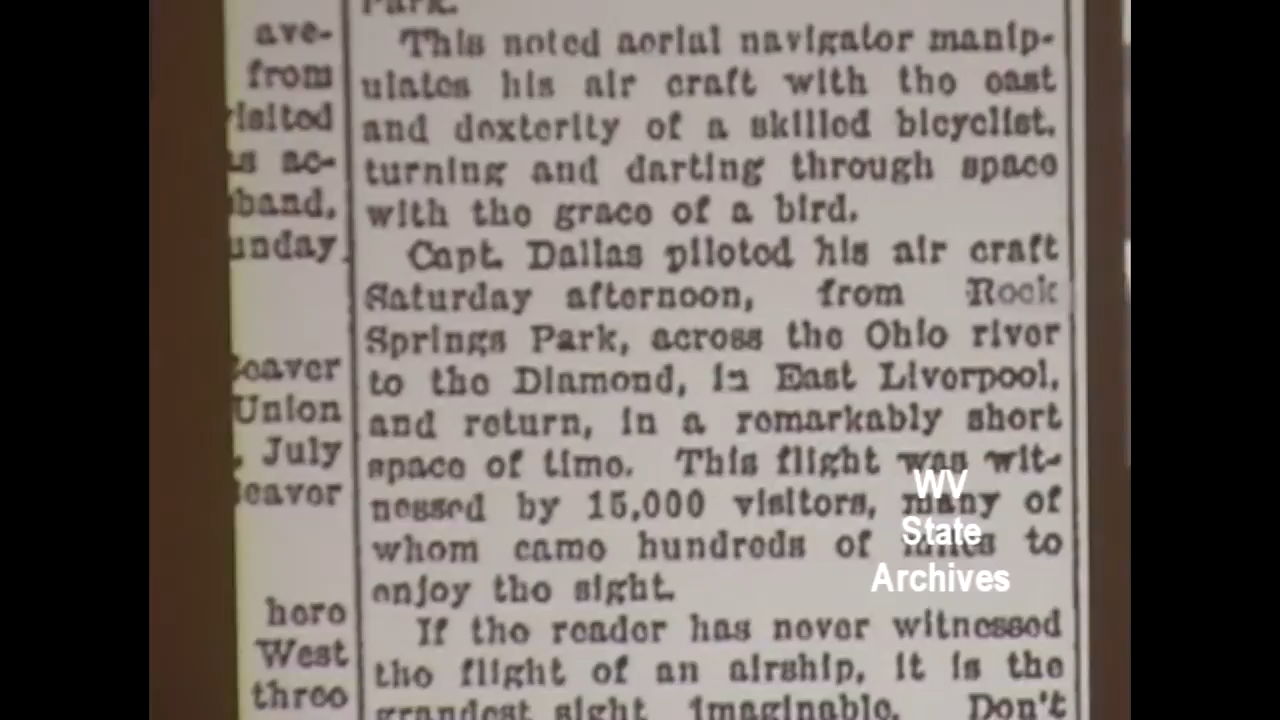 ave-
from
visited
as ac-
band,
unday
Beaver
Union
, July
Beaver
here
West
three
Park.
This noted aerial navigator manip-
ulates his air craft with the east
and dexterity of a skilled bicyclist,
turning and darting through space
with the grace of a bird.
Capt. Dallas piloted his air craft
Saturday afternoon, from Rock
Springs Park, across the Ohio river
to the Diamond, in East Liverpool,
and return, in a remarkably short
space of time. This flight was wit-
nessed by 15,000 visitors, many of
whom came hundreds of miles to
enjoy the sight.
If the reader has never witnessed
the flight of an airship, it is the
grandest sight imaginable. Don't
WV
State
Archives